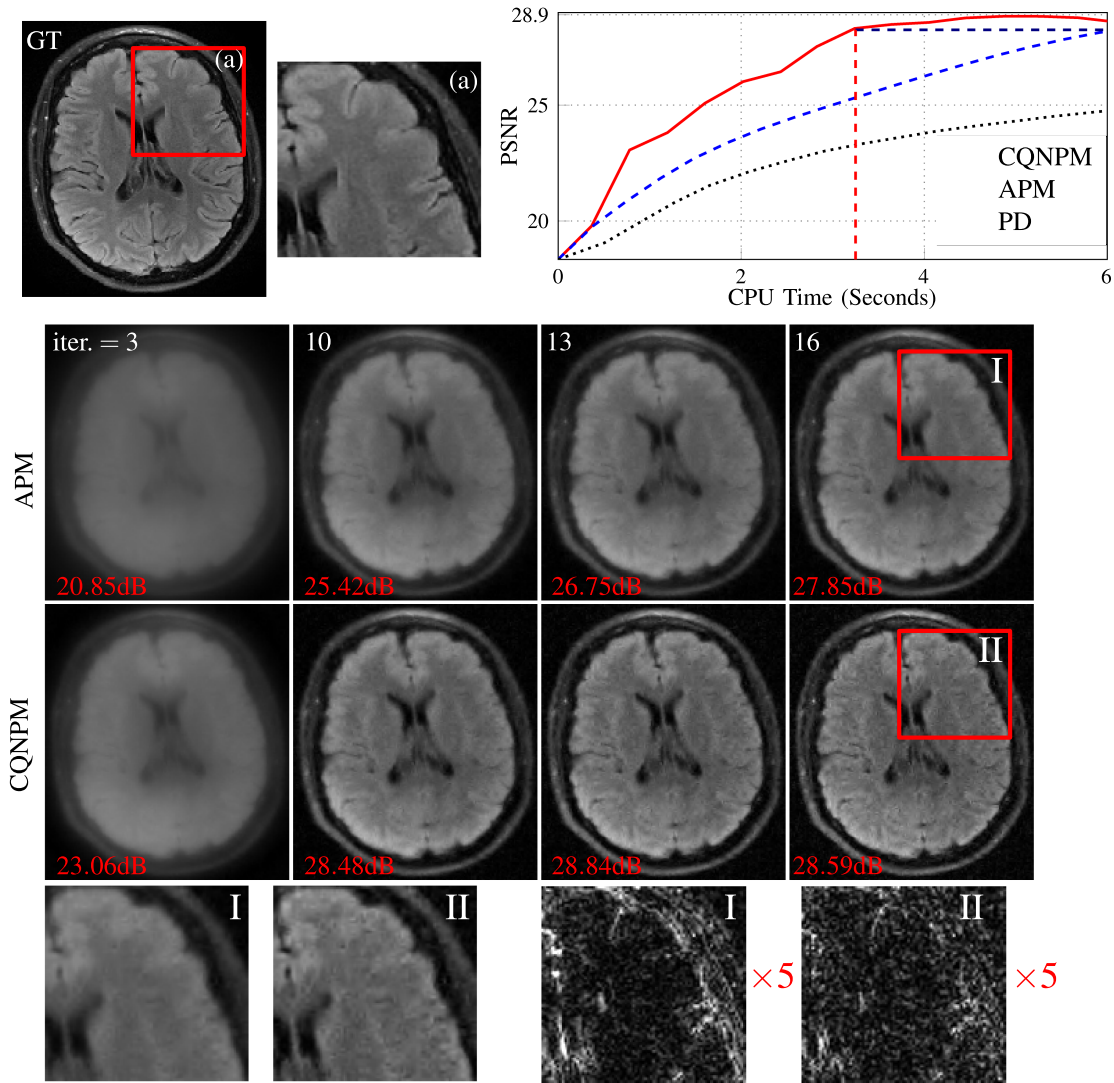 GT
(a)
(a)
28.9
25
20
PSNR
0
2
4
6
CPU Time (Seconds)
CQNPM
APM
PD
iter. = 3
10
13
16
I
APM
20.85dB
25.42dB
26.75dB
27.85dB
II
CQNPM
23.06dB
28.48dB
28.84dB
28.59dB
I
II
I
×5
II
×5